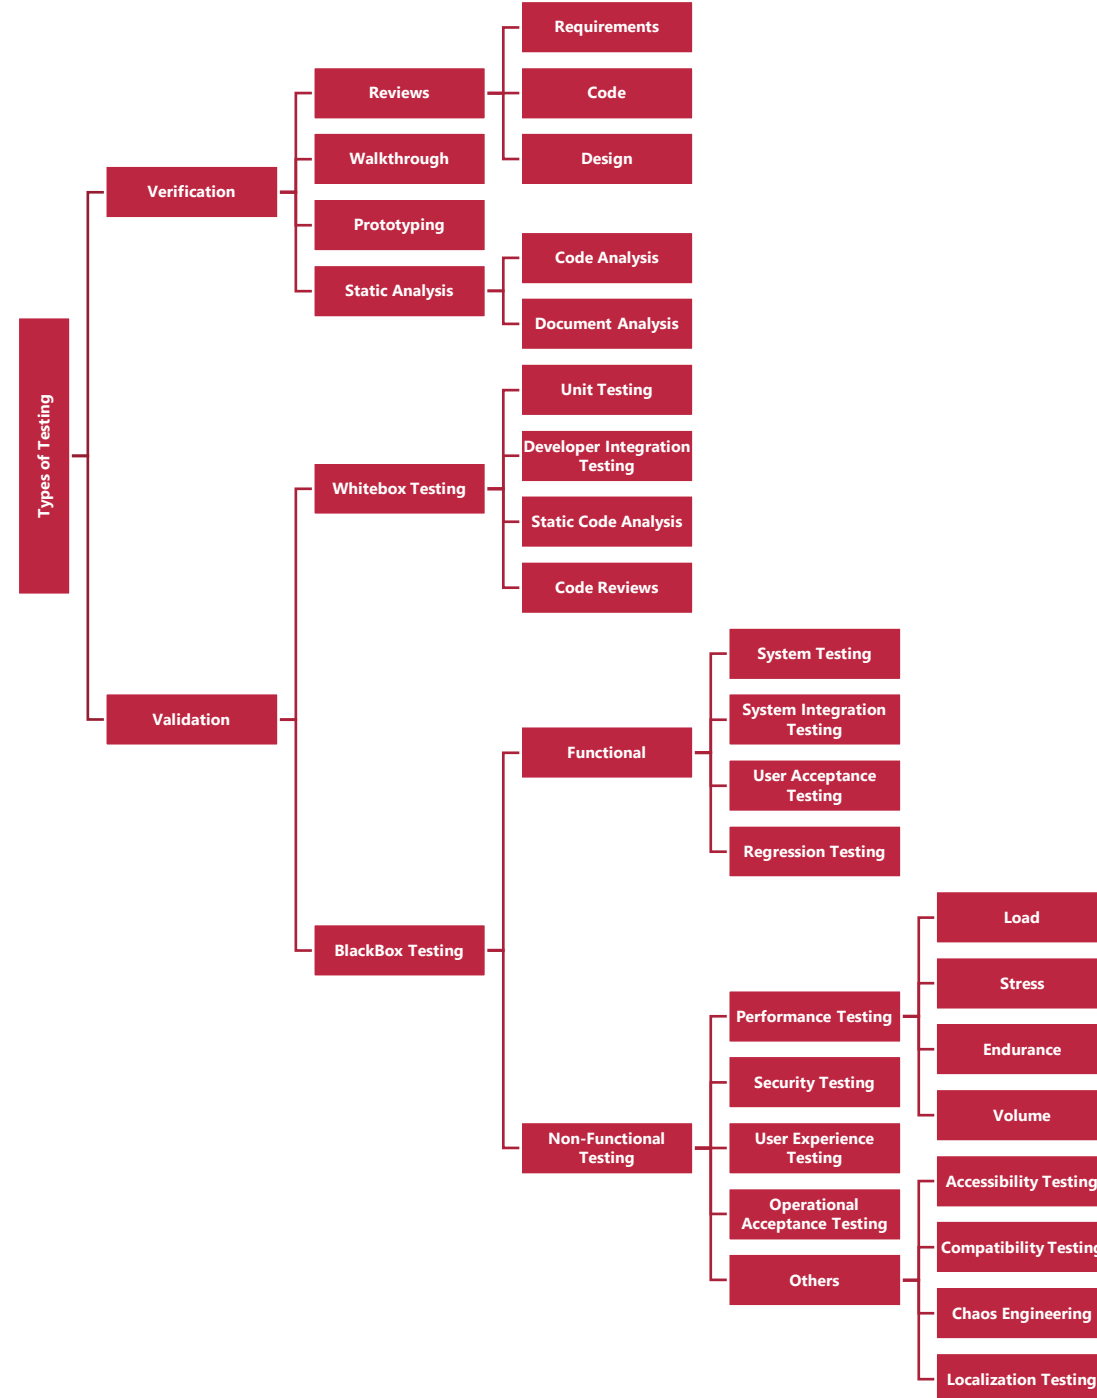 Types of Testing
Verification
Reviews
Requirements
Code
Design
Walkthrough
Prototyping
Static Analysis
Code Analysis
Document Analysis
Validation
Whitebox Testing
Unit Testing
Developer Integration
Testing
Static Code Analysis
Code Reviews
BlackBox Testing
Functional
System Testing
System Integration
Testing
User Acceptance
Testing
Regression Testing
Non-Functional
Testing
Performance Testing
Load
Stress
Endurance
Volume
Security Testing
User Experience
Testing
Operational
Acceptance Testing
Others
Accessibility Testing
Compatibility Testing
Chaos Engineering
Localization Testing